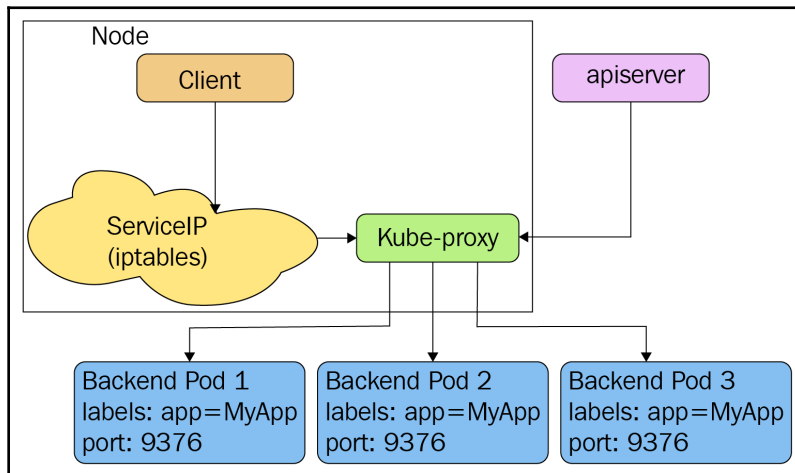 Node
Client
apiserver
ServiceIP
(iptables)
Kube-proxy
Backend Pod 1
labels: app=MyApp
port: 9376
Backend Pod 2
labels: app=MyApp
port: 9376
Backend Pod 3
labels: app=MyApp
port: 9376